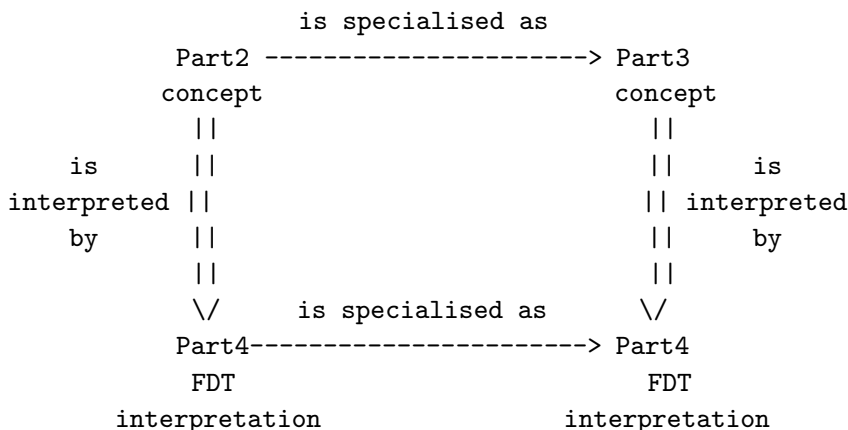 is specialised as
Part2 ----------------------> Part3
concept concept
|| ||
is || || is
interpreted || || interpreted
by || || by
|| ||
\/ is specialised as \/
Part4-----------------------> Part4
FDT FDT
interpretation interpretation